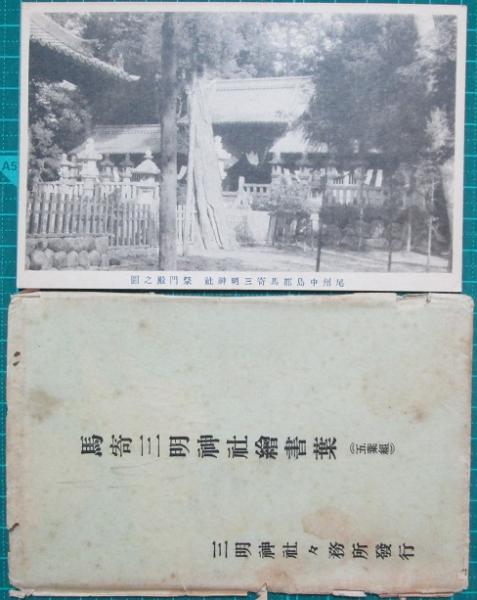 A5
尾州中島郡馬寄三明神社 祭門殿之圖
馬寄三明神社繪書葉 (五葉組)
三明神社々務所發行